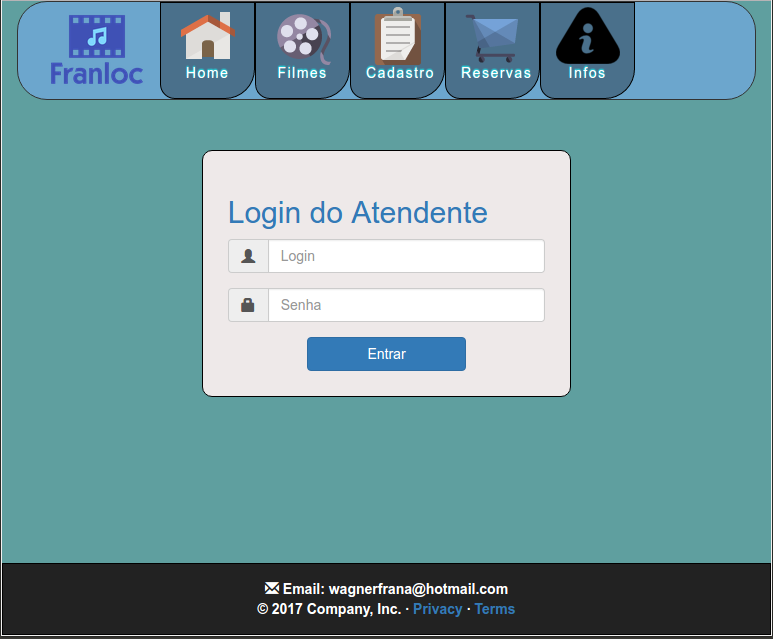 Franloc
Home
Filmes
Cadastro
Reservas
Infos
Login do Atendente
Login
Senha
Entrar
Email: wagnerfrana@hotmail.com
© 2017 Company, Inc. · Privacy · Terms